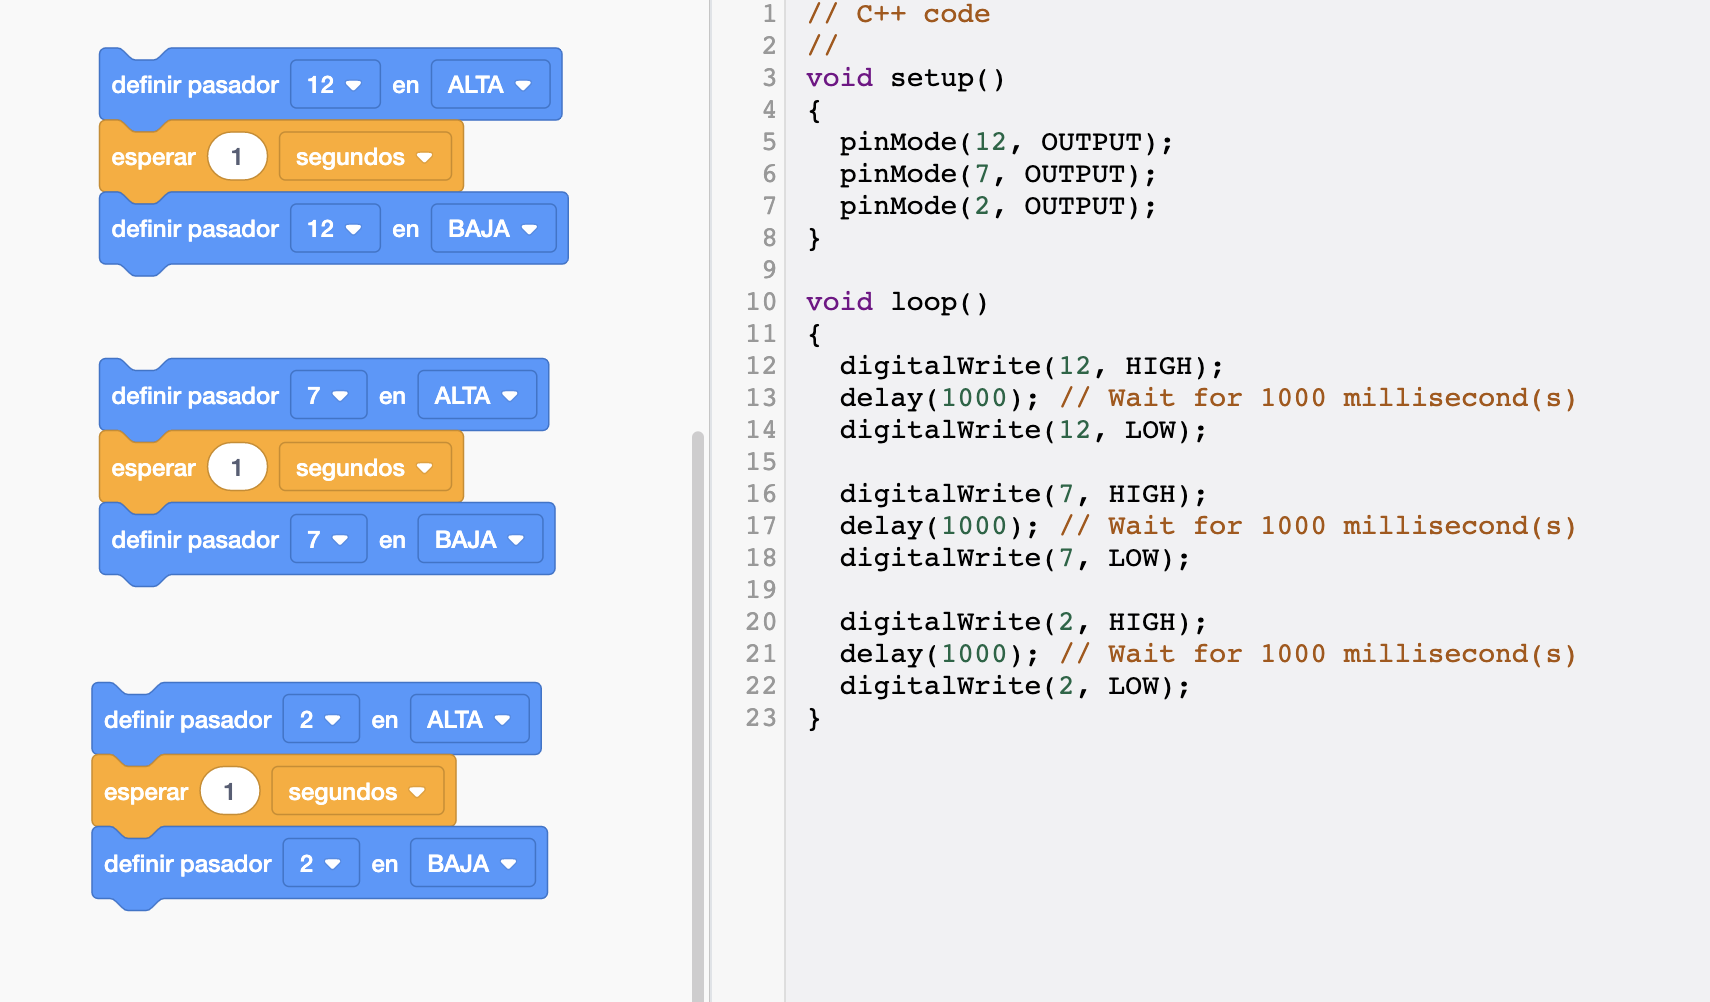 definir pasador 12 en ALTA
esperar 1 segundos
definir pasador 12 en BAJA
definir pasador 7 en ALTA
esperar 1 segundos
definir pasador 7 en BAJA
definir pasador 2 en ALTA
esperar 1 segundos
definir pasador 2 en BAJA
1 // C++ code
2 //
3 void setup()
4 {
5   pinMode(12, OUTPUT);
6   pinMode(7, OUTPUT);
7   pinMode(2, OUTPUT);
8 }
9
10 void loop()
11 {
12   digitalWrite(12, HIGH);
13   delay(1000); // Wait for 1000 millisecond(s)
14   digitalWrite(12, LOW);
15
16   digitalWrite(7, HIGH);
17   delay(1000); // Wait for 1000 millisecond(s)
18   digitalWrite(7, LOW);
19
20   digitalWrite(2, HIGH);
21   delay(1000); // Wait for 1000 millisecond(s)
22   digitalWrite(2, LOW);
23 }